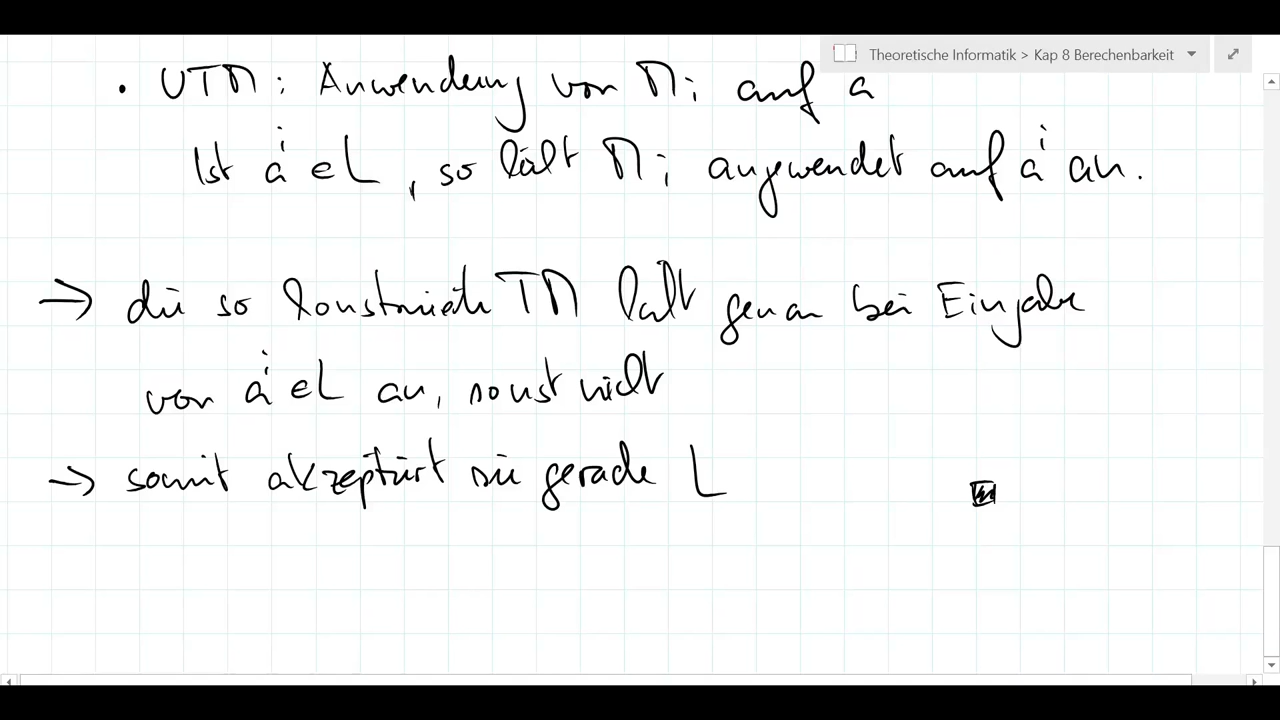 Theoretische Informatik > Kap 8 Berechenbarkeit
• UTM : Anwendung von Mᵢ auf aⁱ
Ist aⁱ ∈ L, so hält Mᵢ angewendet auf aⁱ an.
→ die so konstruierte TM hält genau bei Eingabe
von aⁱ ∈ L an, sonst nicht
→ somit akzeptiert sie gerade L